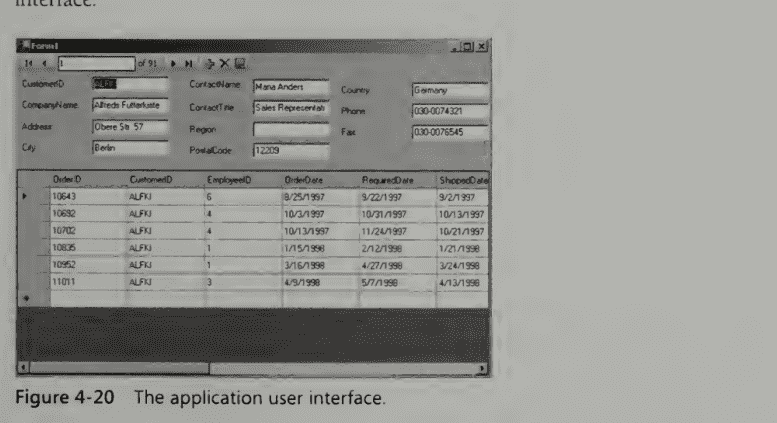 interface.
Form1
1 of 91
CustomerID ALFKI ContactName Maria Anders Country Germany
CompanyName Alfreds Futterkiste ContactTitle Sales Representati Phone 030-0074321
Address Obere Str. 57 Region Fax 030-0076545
City Berlin PostalCode 12209
OrderID CustomerID EmployeeID OrderDate RequiredDate ShippedDate
10643 ALFKI 6 8/25/1997 9/22/1997 9/2/1997
10692 ALFKI 4 10/3/1997 10/31/1997 10/13/1997
10702 ALFKI 4 10/13/1997 11/24/1997 10/21/1997
10835 ALFKI 1 1/15/1998 2/12/1998 1/21/1998
10952 ALFKI 1 3/16/1998 4/27/1998 3/24/1998
11011 ALFKI 3 4/9/1998 5/7/1998 4/13/1998
Figure 4-20 The application user interface.